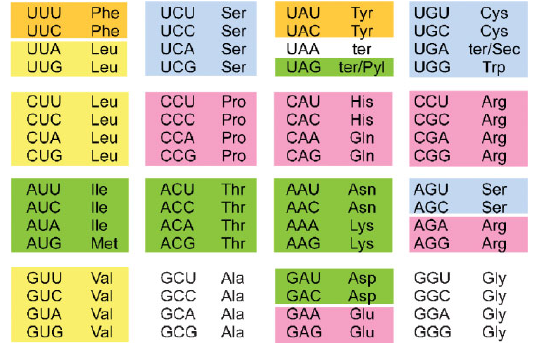 UUU Phe UCU Ser UAU Tyr UGU Cys
UUC Phe UCC Ser UAC Tyr UGC Cys
UUA Leu UCA Ser UAA ter UGA ter/Sec
UUG Leu UCG Ser UAG ter/Pyl UGG Trp
CUU Leu CCU Pro CAU His CCU Arg
CUC Leu CCC Pro CAC His CGC Arg
CUA Leu CCA Pro CAA Gln CGA Arg
CUG Leu CCG Pro CAG Gln CGG Arg
AUU Ile ACU Thr AAU Asn AGU Ser
AUC Ile ACC Thr AAC Asn AGC Ser
AUA Ile ACA Thr AAA Lys AGA Arg
AUG Met ACG Thr AAG Lys AGG Arg
GUU Val GCU Ala GAU Asp GGU Gly
GUC Val GCC Ala GAC Asp GGC Gly
GUA Val GCA Ala GAA Glu GGA Gly
GUG Val GCG Ala GAG Glu GGG Gly